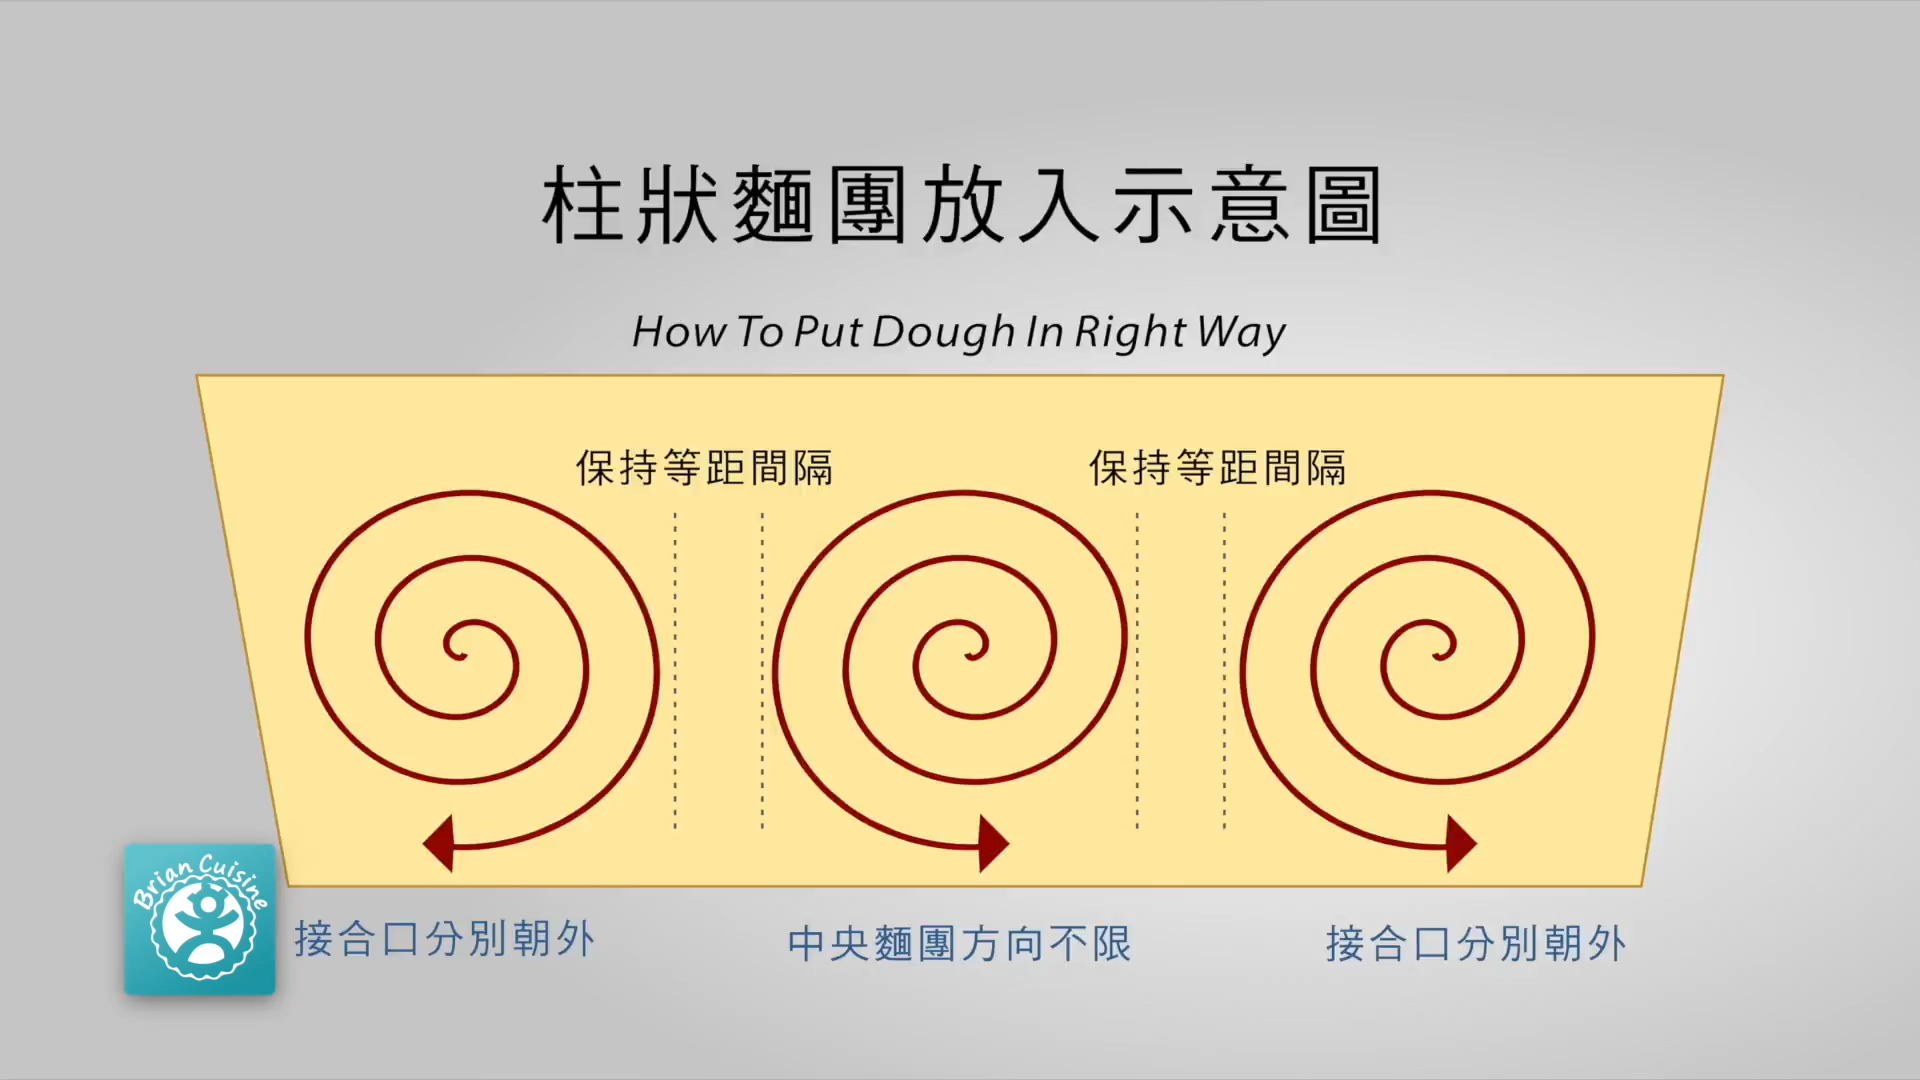 柱狀麵團放入示意圖
How To Put Dough In Right Way
保持等距間隔
保持等距間隔
Brian Cuisine
接合口分別朝外
中央麵團方向不限
接合口分別朝外